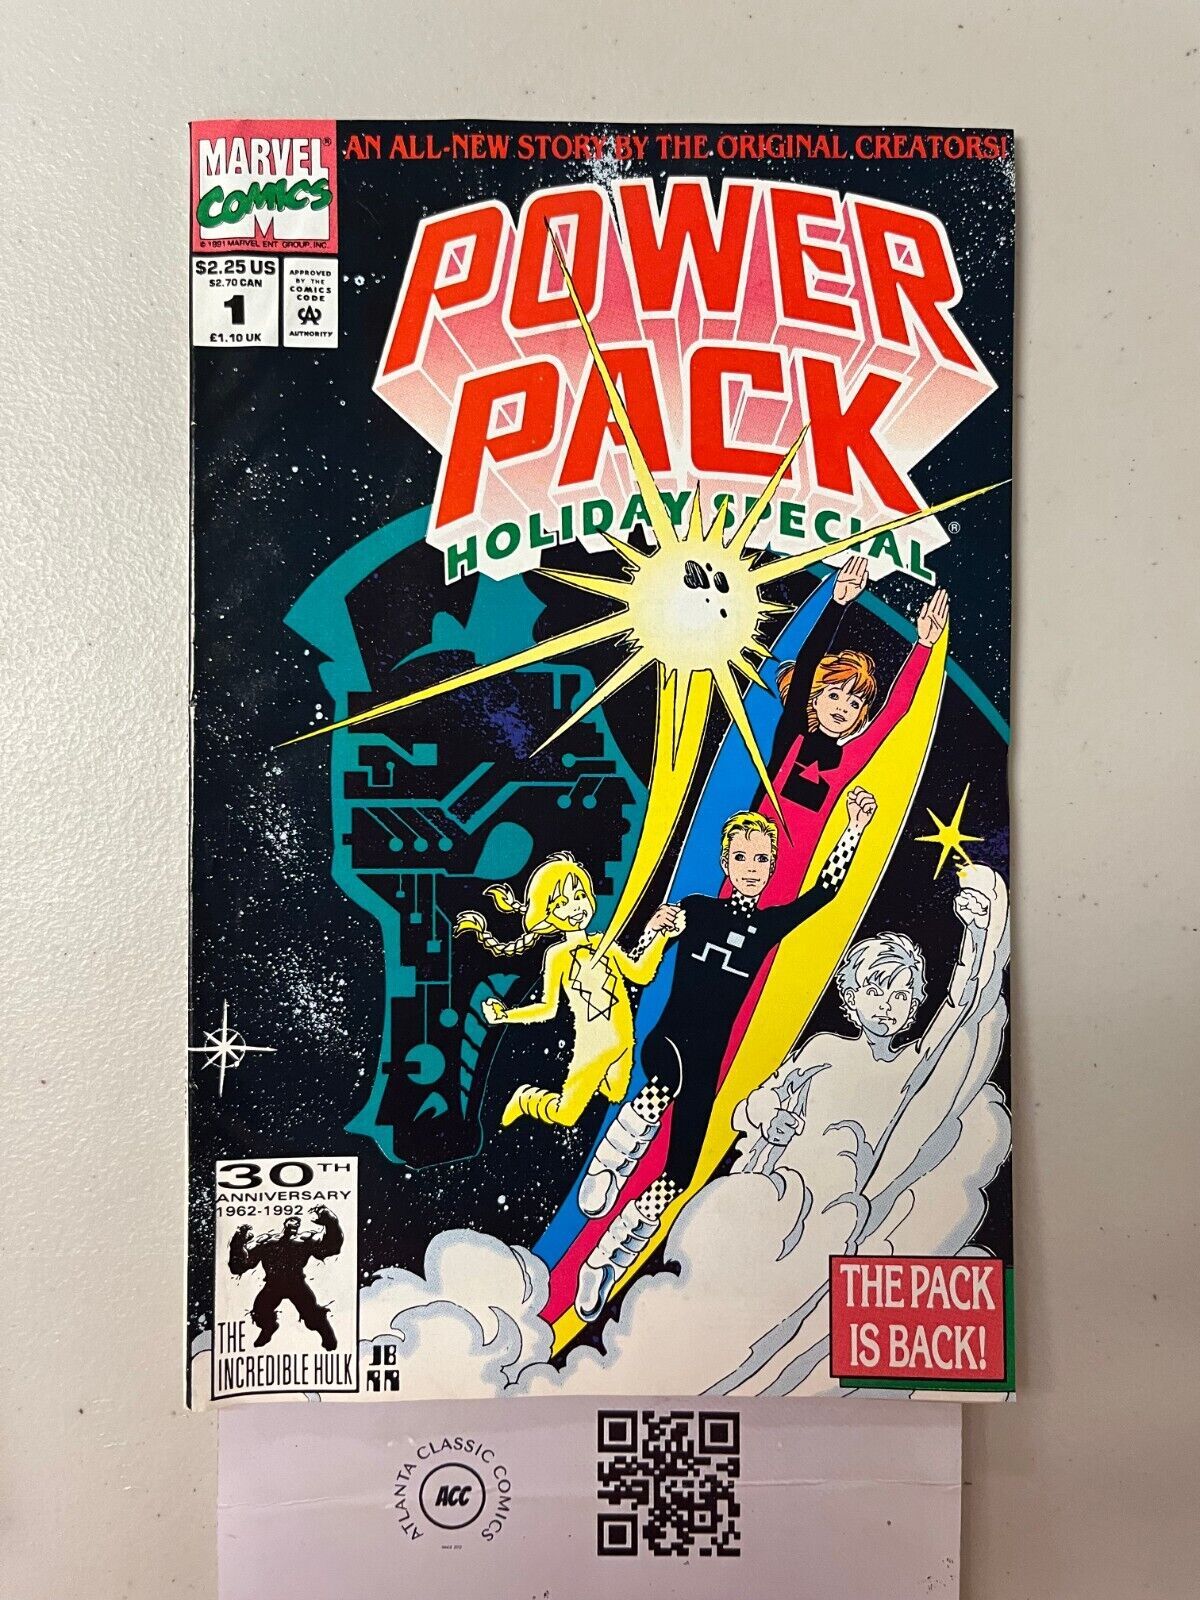 AN ALL-NEW STORY BY THE ORIGINAL CREATORS!
MARVEL®
COMICS
M
© 1991 MARVEL ENT. GROUP, INC.
$2.25 US
$2.70 CAN
1
£1.10 UK
APPROVED
BY THE
COMICS
CODE
CA
AUTHORITY
POWER
PACK
HOLIDAY SPECIAL®
30TH
ANNIVERSARY
1962-1992
THE
INCREDIBLE HULK
JB
THE PACK
IS BACK!
ATLANTA CLASSIC COMICS
ACC